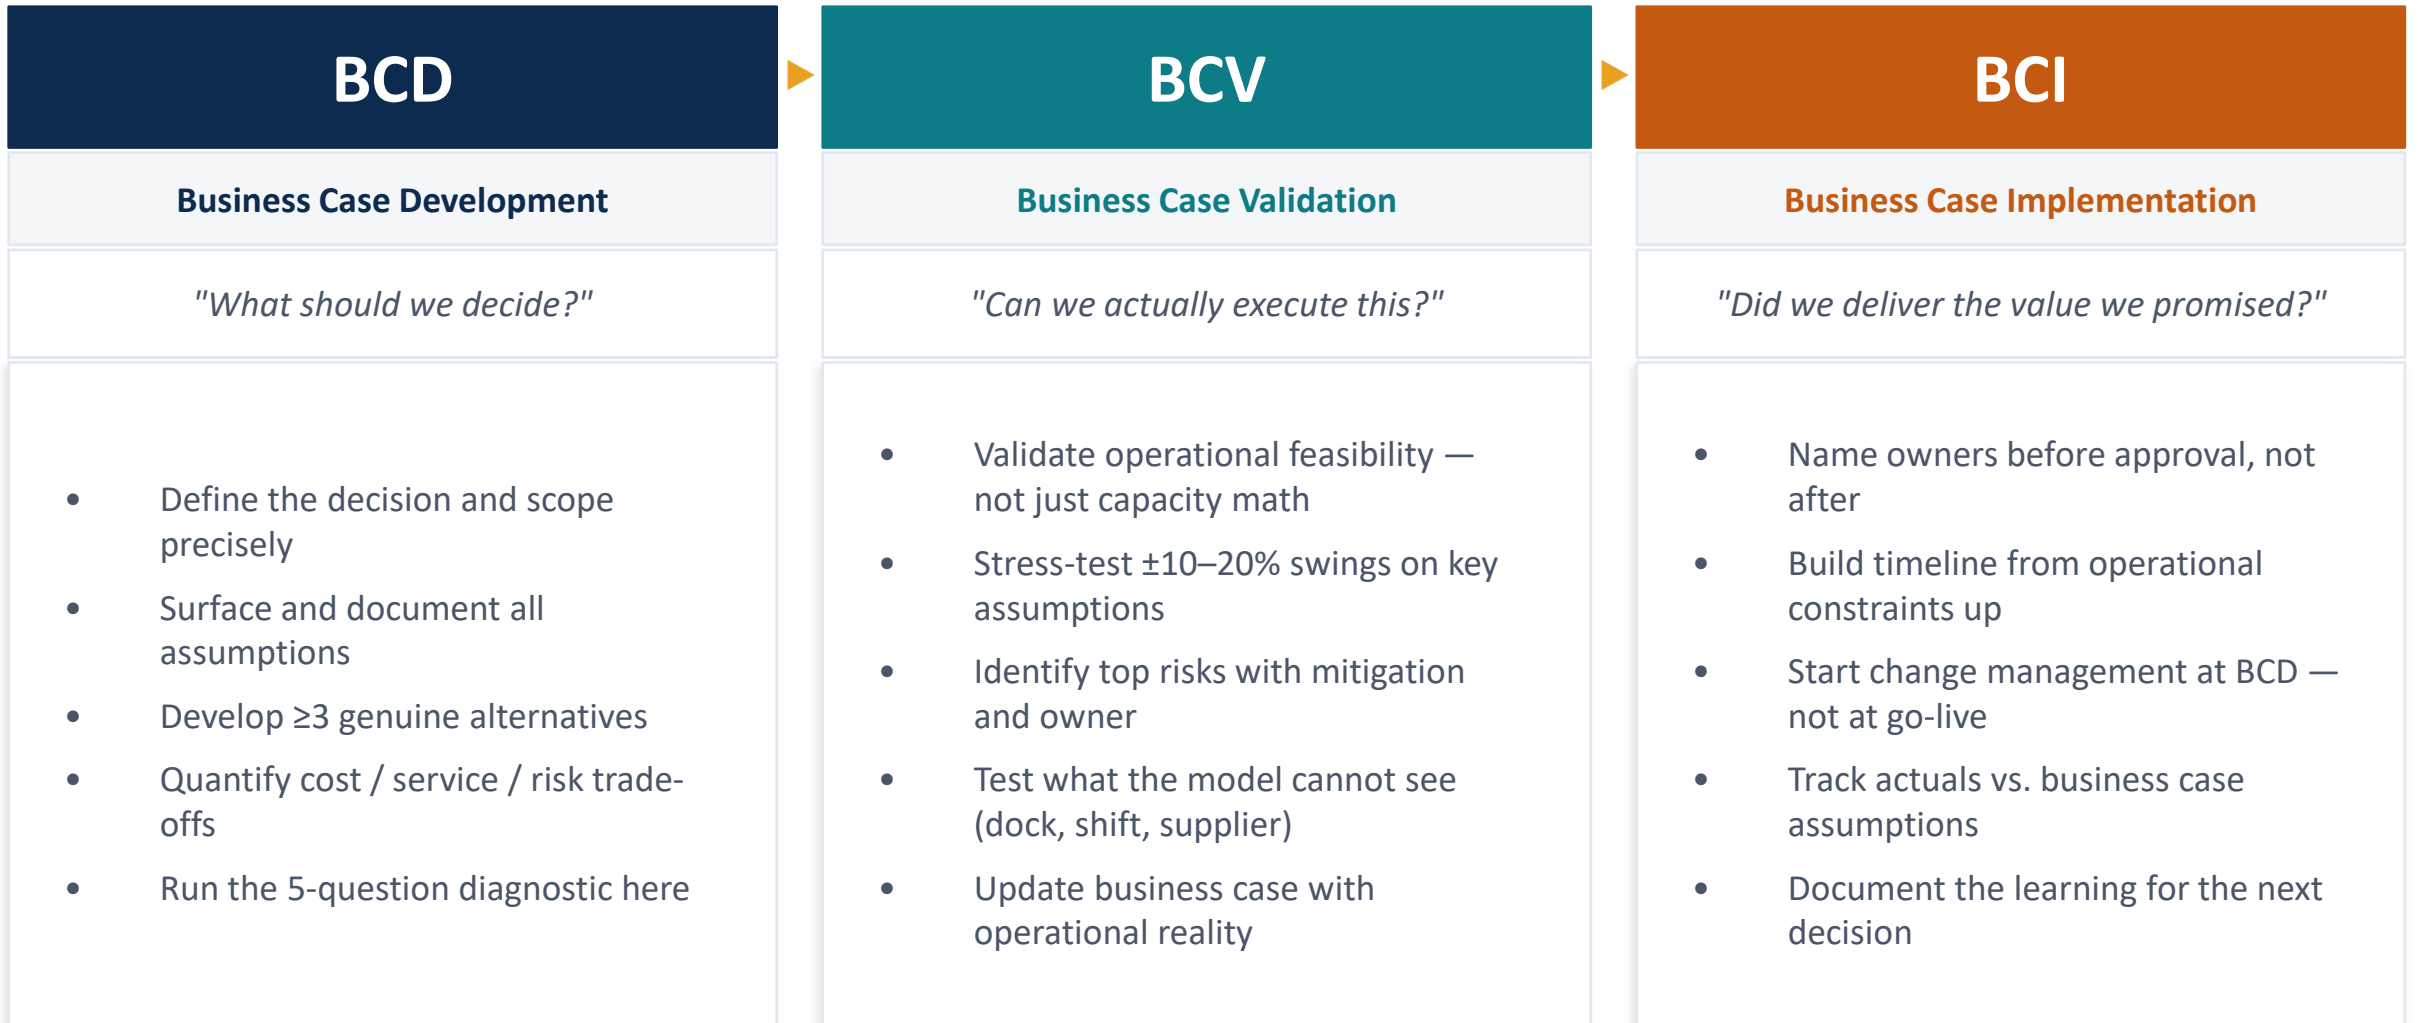 BCD
Business Case Development
"What should we decide?"
• Define the decision and scope
precisely
• Surface and document all
assumptions
• Develop ≥3 genuine alternatives
• Quantify cost / service / risk trade-
offs
• Run the 5-question diagnostic here
BCV
Business Case Validation
"Can we actually execute this?"
• Validate operational feasibility —
not just capacity math
• Stress-test ±10–20% swings on key
assumptions
• Identify top risks with mitigation
and owner
• Test what the model cannot see
(dock, shift, supplier)
• Update business case with
operational reality
BCI
Business Case Implementation
"Did we deliver the value we promised?"
• Name owners before approval, not
after
• Build timeline from operational
constraints up
• Start change management at BCD —
not at go-live
• Track actuals vs. business case
assumptions
• Document the learning for the next
decision